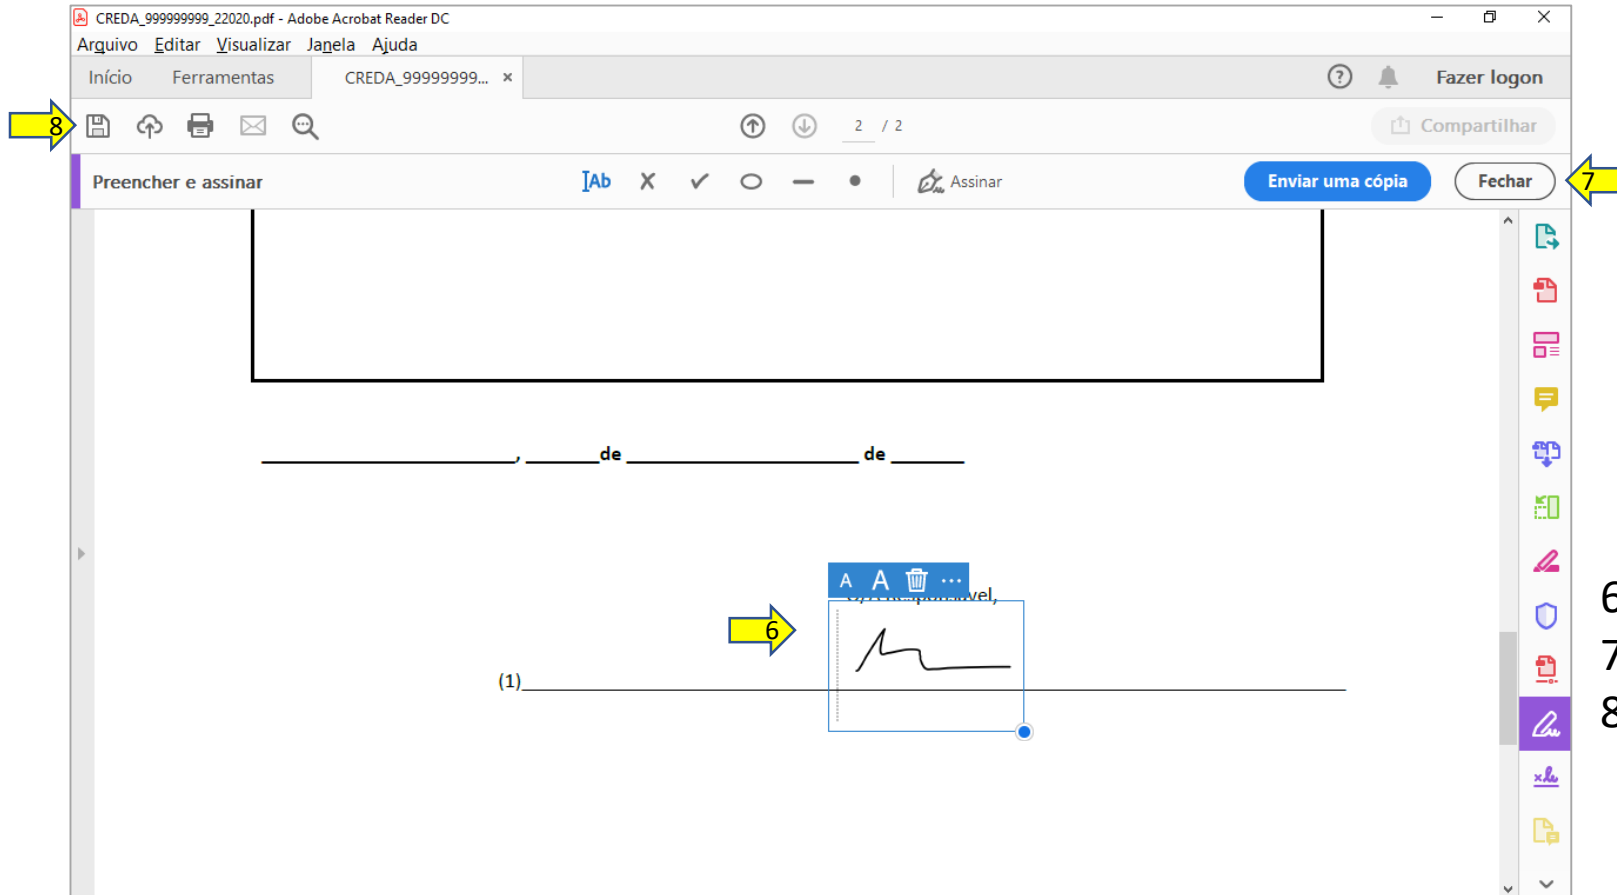 CREDA_999999999_22020.pdf - Adobe Acrobat Reader DC
Arquivo Editar Visualizar Janela Ajuda
Início Ferramentas CREDA_99999999... × Fazer logon
8 2 / 2 Compartilhar
Preencher e assinar Ab Assinar Enviar uma cópia Fechar 7
, de de
A A ...
vel,
6
(1)
6
7
8